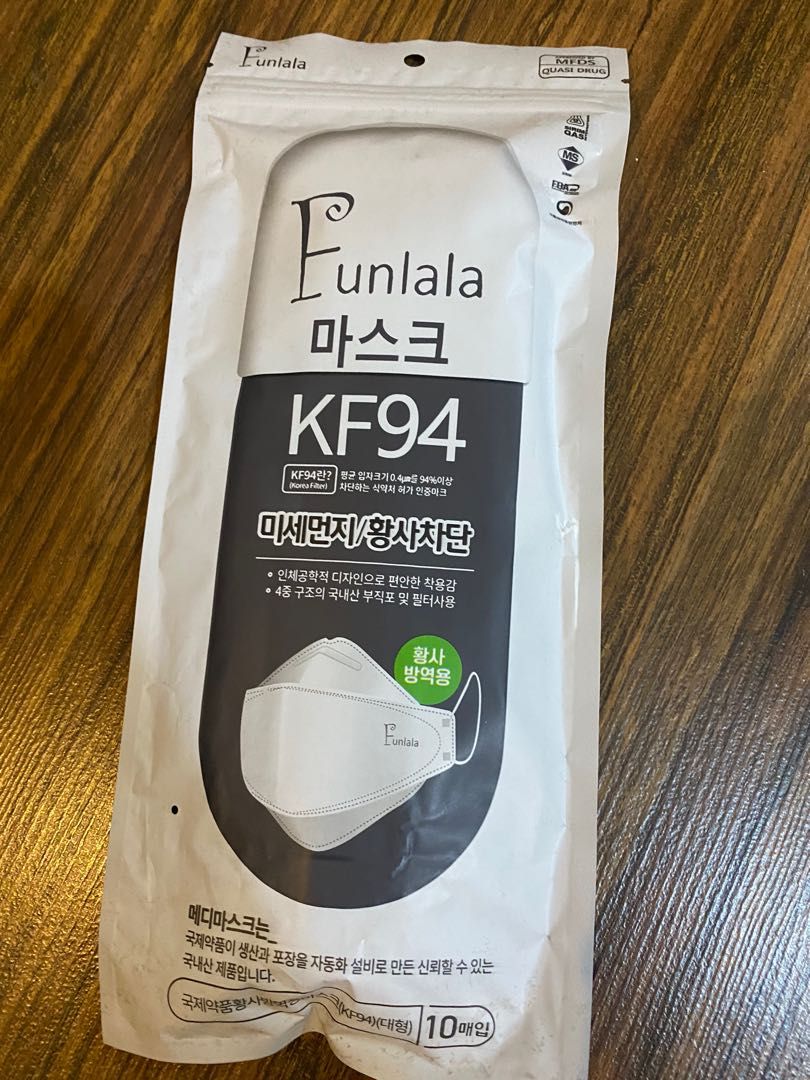 Funlala
MFDS
QUASI DRUG
SIRIM
QAS
MS
Funlala
마스크
KF94
KF94란?
(Korea Filter)
평균 입자크기 0.4㎛를 94%이상
차단하는 식약처 허가 인증마크
미세먼지/황사차단
인체공학적 디자인으로 편안한 착용감
4중 구조의 국내산 부직포 및 필터사용
황사
방역용
Funlala
메디마스크는_
국제약품이 생산과 포장을 자동화 설비로 만든 신뢰할 수 있는
국내산 제품입니다.
(KF94)(대형) 10매입